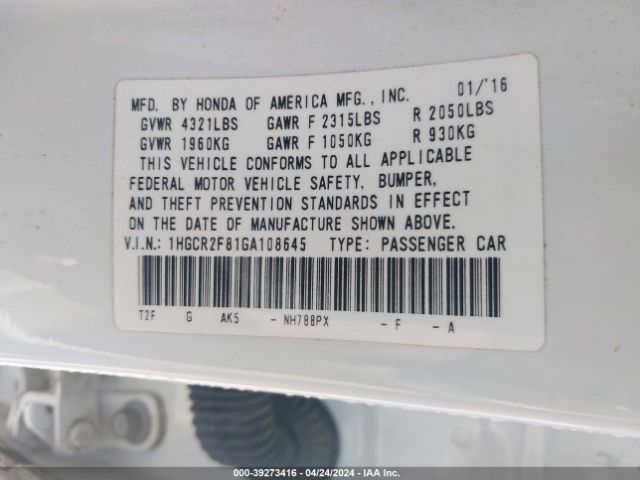 MFD. BY HONDA OF AMERICA MFG., INC. 01/'16
GVWR 4321LBS GAWR F 2315LBS R 2050LBS
GVWR 1960KG GAWR F 1050KG R 930KG
THIS VEHICLE CONFORMS TO ALL APPLICABLE
FEDERAL MOTOR VEHICLE SAFETY, BUMPER,
AND THEFT PREVENTION STANDARDS IN EFFECT
ON THE DATE OF MANUFACTURE SHOWN ABOVE.
V.I.N.: 1HGCR2F81GA108645 TYPE: PASSENGER CAR
T2F G AK5 - NH788PX - F - A
000-39273416 - 04/24/2024 - IAA Inc.